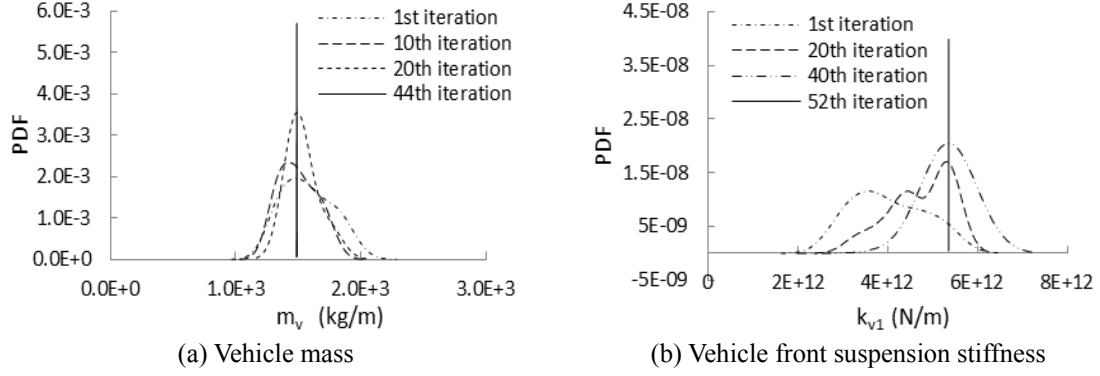 6.0E-3
5.0E-3
4.0E-3
3.0E-3
2.0E-3
1.0E-3
0.0E+0
PDF
0.0E+0 1.0E+3 2.0E+3 3.0E+3
m_v (kg/m)
1st iteration
10th iteration
20th iteration
44th iteration
(a) Vehicle mass
4.5E-08
3.5E-08
2.5E-08
1.5E-08
5E-09
-5E-09
PDF
0 2E+12 4E+12 6E+12 8E+12
k_v1 (N/m)
1st iteration
20th iteration
40th iteration
52th iteration
(b) Vehicle front suspension stiffness